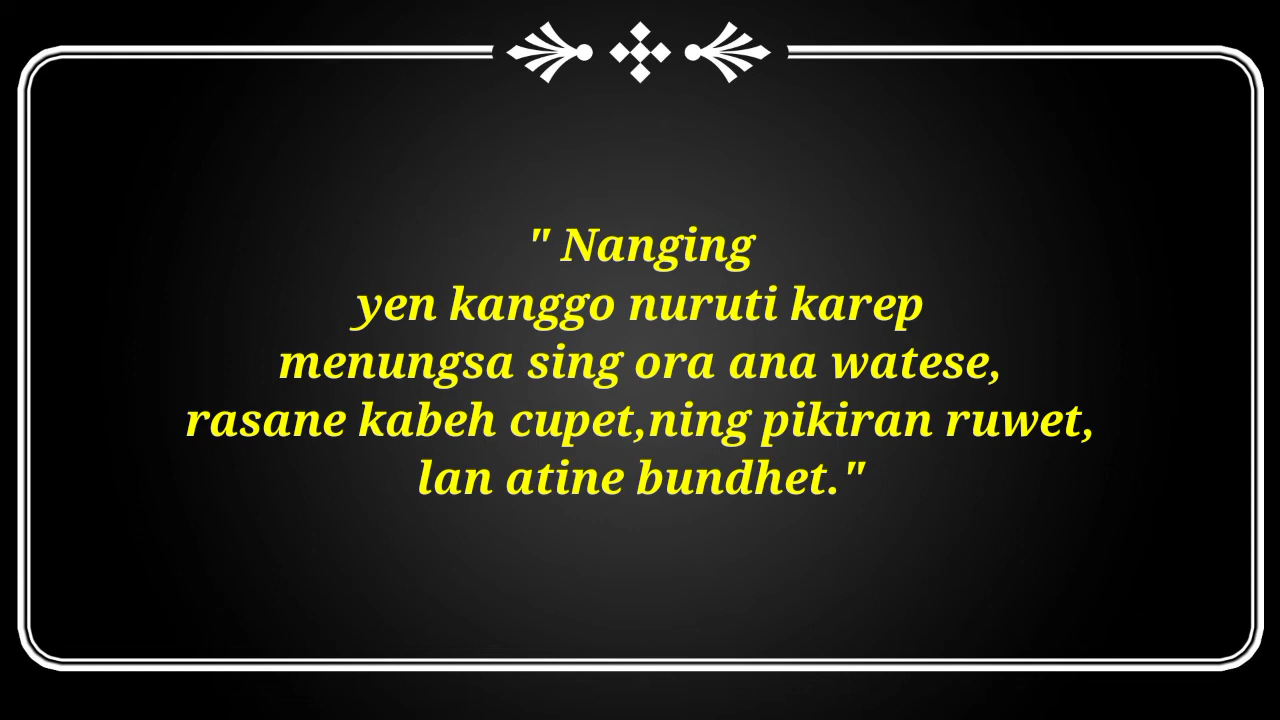 " Nanging
yen kanggo nuruti karep
menungsa sing ora ana watese,
rasane kabeh cupet,ning pikiran ruwet,
lan atine bundhet."